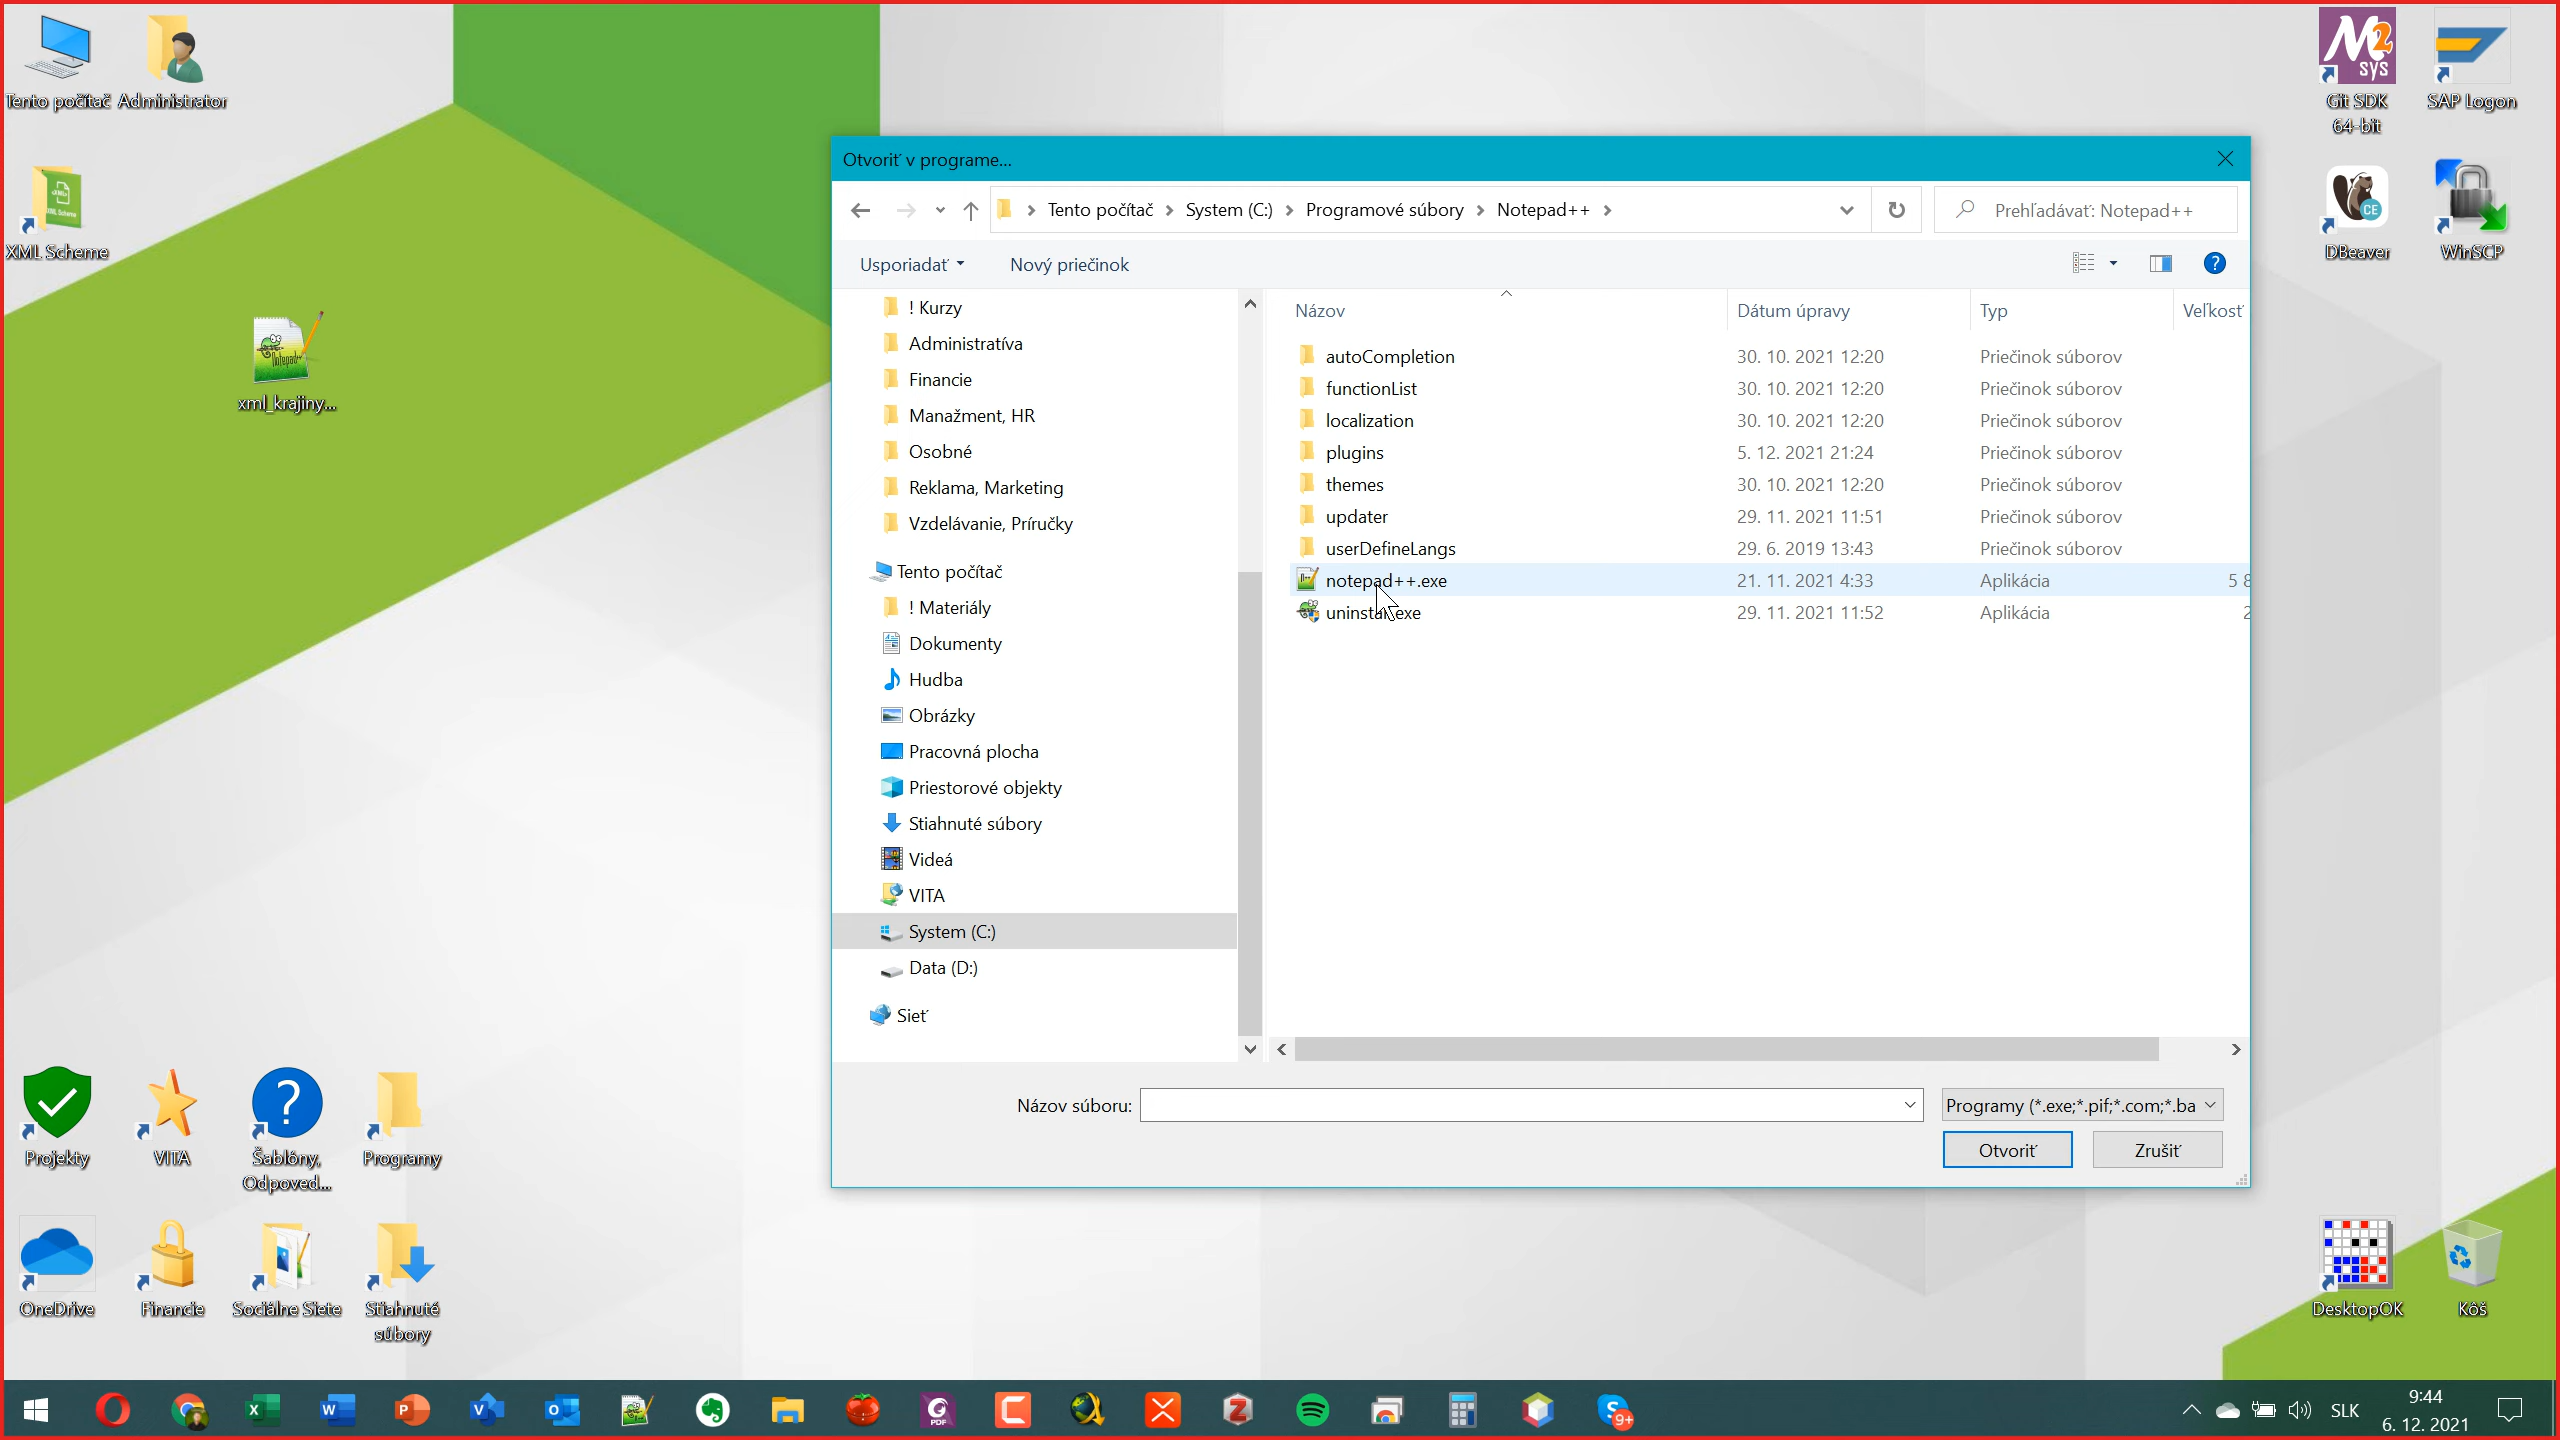 Tento počítač
Administrator
XML Scheme
xml_krajiny...
Git SDK
64-bit
SAP Logon
DBeaver
WinSCP
Otvoriť v programe...
Tento počítač
System (C:)
Programové súbory
Notepad++
Prehľadávať: Notepad++
Usporiadať
Nový priečinok
! Kurzy
Administratíva
Financie
Manažment, HR
Osobné
Reklama, Marketing
Vzdelávanie, Príručky
Tento počítač
! Materiály
Dokumenty
Hudba
Obrázky
Pracovná plocha
Priestorové objekty
Stiahnuté súbory
Videá
VITA
System (C:)
Data (D:)
Sieť
Názov Dátum úpravy Typ Veľkosť
autoCompletion 30. 10. 2021 12:20 Priečinok súborov
functionList 30. 10. 2021 12:20 Priečinok súborov
localization 30. 10. 2021 12:20 Priečinok súborov
plugins 5. 12. 2021 21:24 Priečinok súborov
themes 30. 10. 2021 12:20 Priečinok súborov
updater 29. 11. 2021 11:51 Priečinok súborov
userDefineLangs 29. 6. 2019 13:43 Priečinok súborov
notepad++.exe 21. 11. 2021 4:33 Aplikácia 5 8
29. 11. 2021 11:52 Aplikácia 2
Názov súboru:
Programy (*.exe;*.pif;*.com;*.ba
Otvoriť
Zrušiť
Projekty
VITA
Šablóny,
Odpoved...
Programy
OneDrive
Financie
Sociálne Siete
Stiahnuté
súbory
DesktopOK
Kôš
9+
SLK
9:44
6. 12. 2021